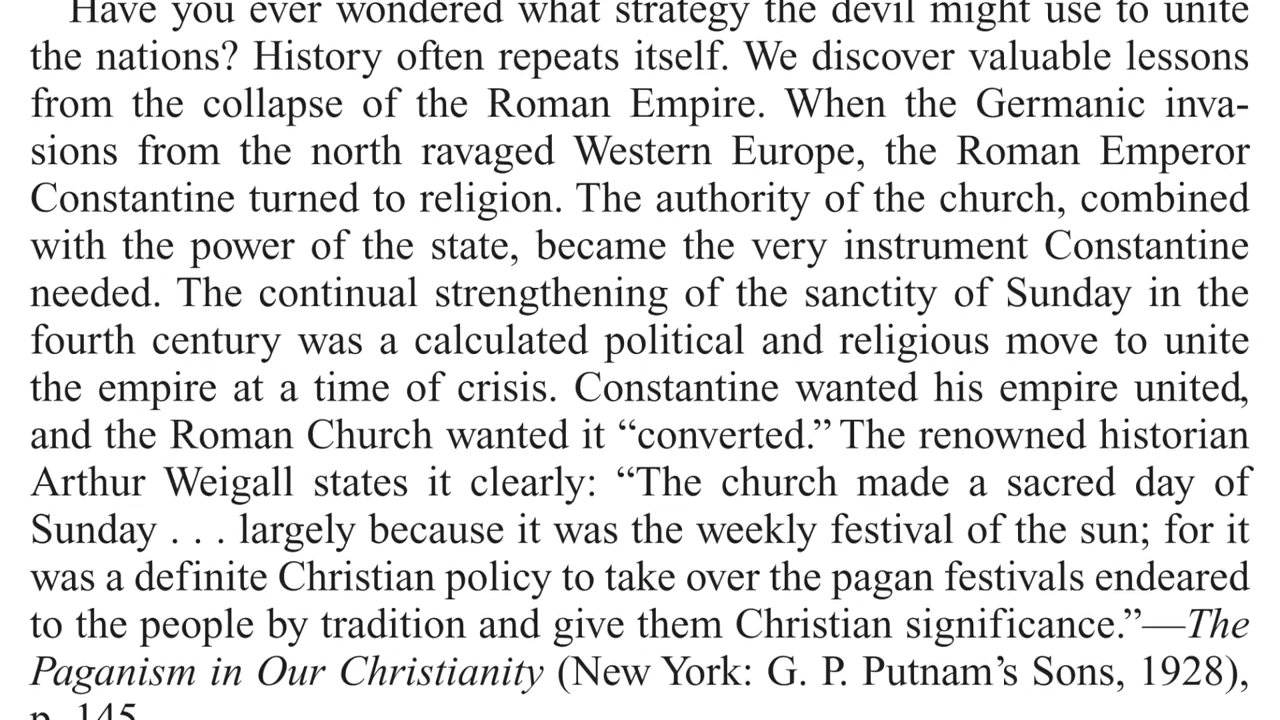 Have you ever wondered what strategy the devil might use to unite
the nations? History often repeats itself. We discover valuable lessons
from the collapse of the Roman Empire. When the Germanic inva-
sions from the north ravaged Western Europe, the Roman Emperor
Constantine turned to religion. The authority of the church, combined
with the power of the state, became the very instrument Constantine
needed. The continual strengthening of the sanctity of Sunday in the
fourth century was a calculated political and religious move to unite
the empire at a time of crisis. Constantine wanted his empire united,
and the Roman Church wanted it “converted.” The renowned historian
Arthur Weigall states it clearly: “The church made a sacred day of
Sunday . . . largely because it was the weekly festival of the sun; for it
was a definite Christian policy to take over the pagan festivals endeared
to the people by tradition and give them Christian significance.”—The
Paganism in Our Christianity (New York: G. P. Putnam’s Sons, 1928),
p. 145